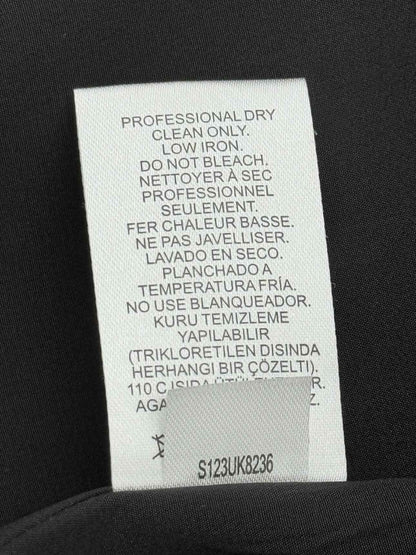 PROFESSIONAL DRY
CLEAN ONLY.
LOW IRON.
DO NOT BLEACH.
NETTOYER À SEC
PROFESSIONNEL
SEULEMENT.
FER CHALEUR BASSE.
NE PAS JAVELLISER.
LAVADO EN SECO.
PLANCHADO A
TEMPERATURA FRÍA.
NO USE BLANQUEADOR.
KURU TEMIZLEME
YAPILABILIR
(TRIKLORETILEN DISINDA
HERHANGI BIR ÇÖZELTI).
110 C
S123UK8236